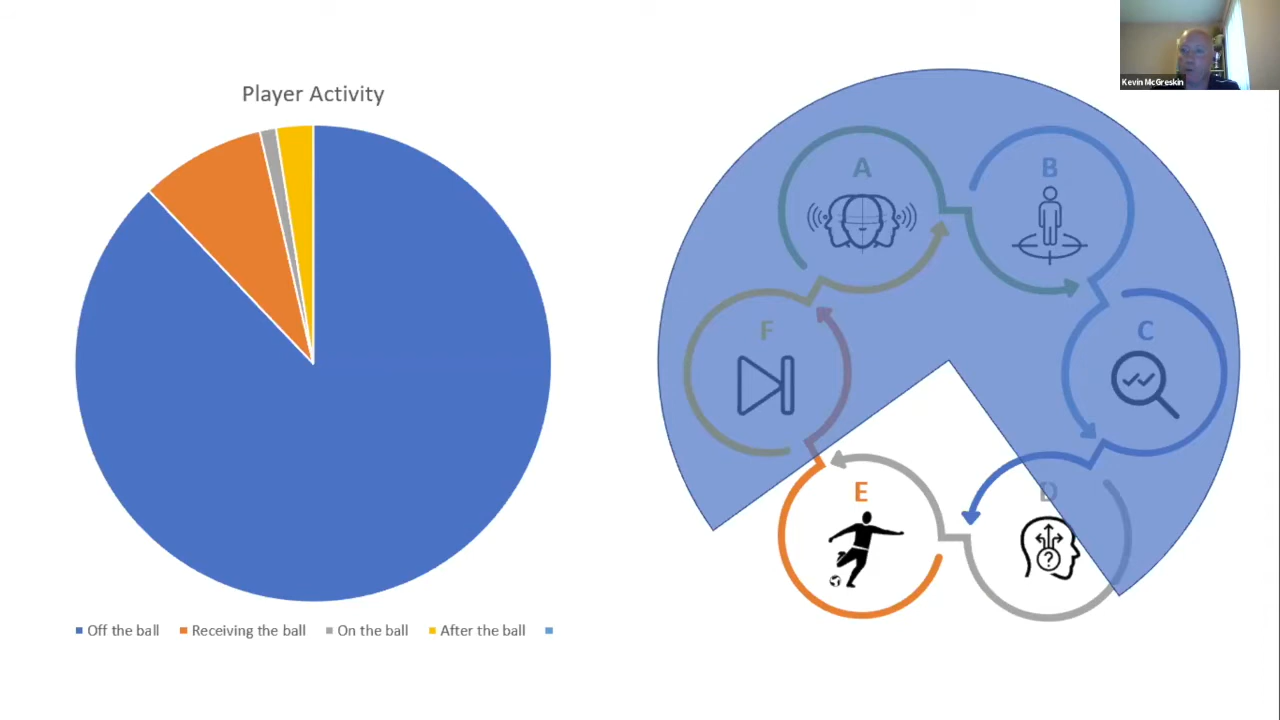 Kevin McGreskin
Player Activity
A
B
F
C
E
D
Off the ball
Receiving the ball
On the ball
After the ball